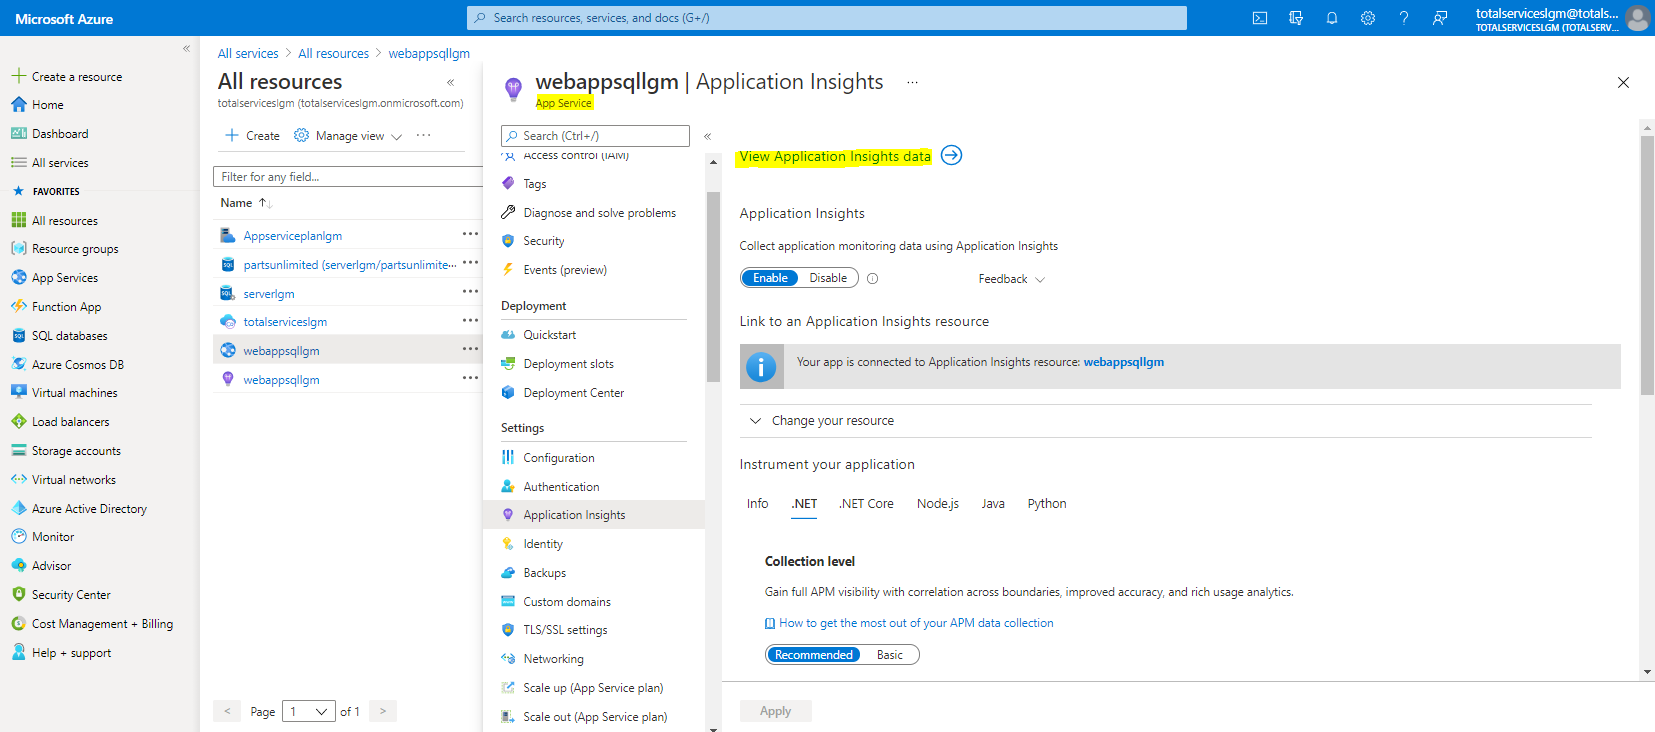 Microsoft Azure
Search resources, services, and docs (G+/)
totalserviceslgm@totals...
TOTALSERVICESLGM (TOTALSERV...
«
Create a resource
Home
Dashboard
All services
FAVORITES
All resources
Resource groups
App Services
Function App
SQL databases
Azure Cosmos DB
Virtual machines
Load balancers
Storage accounts
Virtual networks
Azure Active Directory
Monitor
Advisor
Security Center
Cost Management + Billing
Help + support
All services > All resources > webappsqllgm
All resources «
totalserviceslgm (totalserviceslgm.onmicrosoft.com)
+ Create Manage view ...
Filter for any field...
Name ↑↓
Appserviceplanlgm ...
partsunlimited (serverlgm/partsunlimite... ...
serverlgm ...
totalserviceslgm ...
webappsqllgm ...
webappsqllgm ...
< Page 1 of 1 >
webappsqllgm | Application Insights ...
App Service
Search (Ctrl+/) «
Access control (IAM)
Tags
Diagnose and solve problems
Security
Events (preview)
Deployment
Quickstart
Deployment slots
Deployment Center
Settings
Configuration
Authentication
Application Insights
Identity
Backups
Custom domains
TLS/SSL settings
Networking
Scale up (App Service plan)
Scale out (App Service plan)
View Application Insights data
Application Insights
Collect application monitoring data using Application Insights
Enable Disable Feedback
Link to an Application Insights resource
Your app is connected to Application Insights resource: webappsqllgm
Change your resource
Instrument your application
Info .NET .NET Core Node.js Java Python
Collection level
Gain full APM visibility with correlation across boundaries, improved accuracy, and rich usage analytics.
How to get the most out of your APM data collection
Recommended Basic
Apply